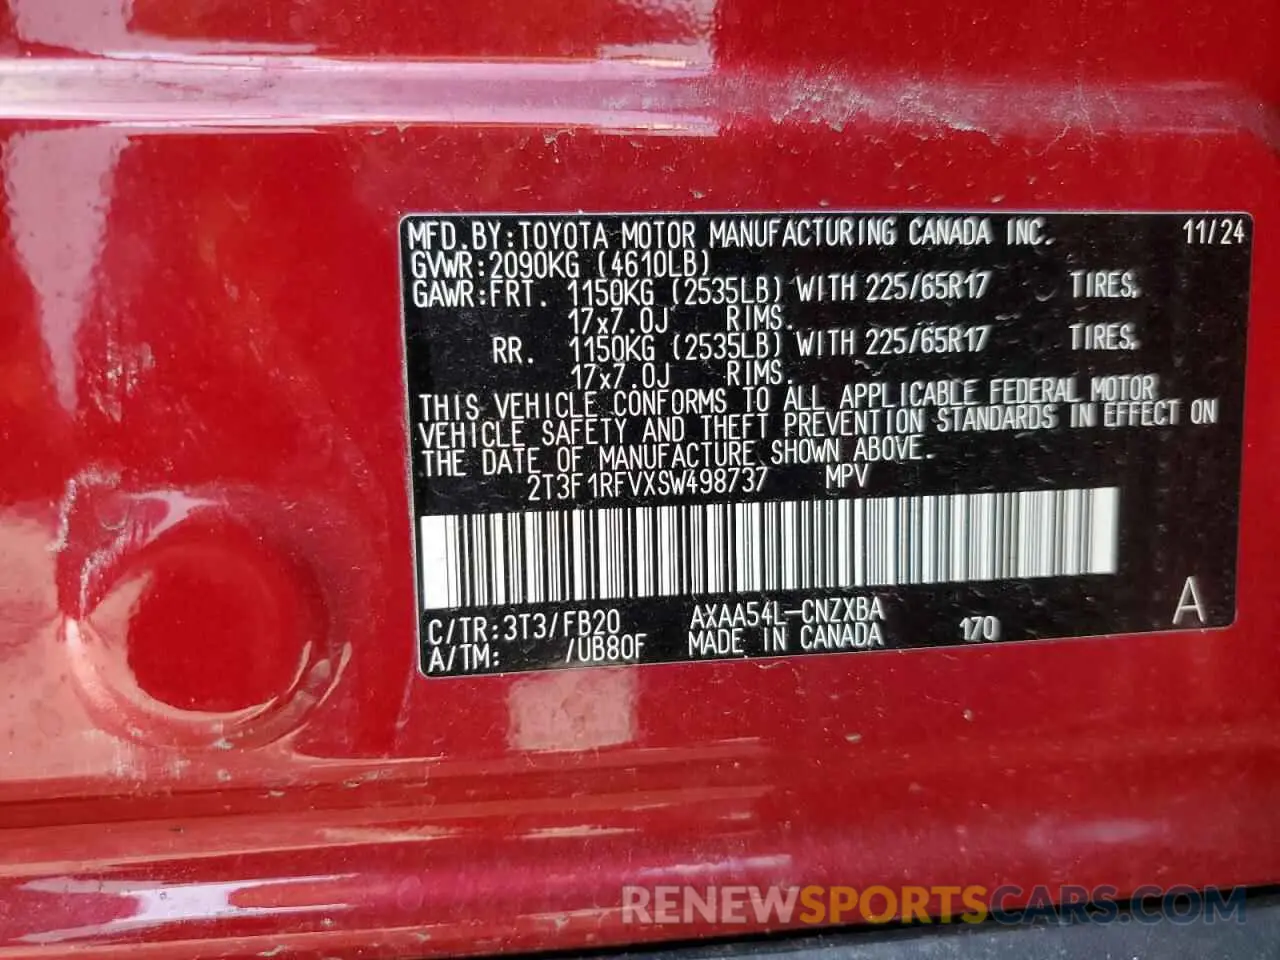 MFD.BY:TOYOTA MOTOR MANUFACTURING CANADA INC. 11/24
GVWR:2090KG (4610LB)
GAWR:FRT. 1150KG (2535LB) WITH 225/65R17 TIRES,
17x7.0J RIMS.
RR. 1150KG (2535LB) WITH 225/65R17 TIRES,
17x7.0J RIMS.
THIS VEHICLE CONFORMS TO ALL APPLICABLE FEDERAL MOTOR
VEHICLE SAFETY AND THEFT PREVENTION STANDARDS IN EFFECT ON
THE DATE OF MANUFACTURE SHOWN ABOVE.
2T3F1RFVXSW498737 MPV
C/TR:3T3/FB20 AXAA54L-CNZXBA A
A/TM: /UB80F MADE IN CANADA 170
RENEWSPORTSCARS.COM